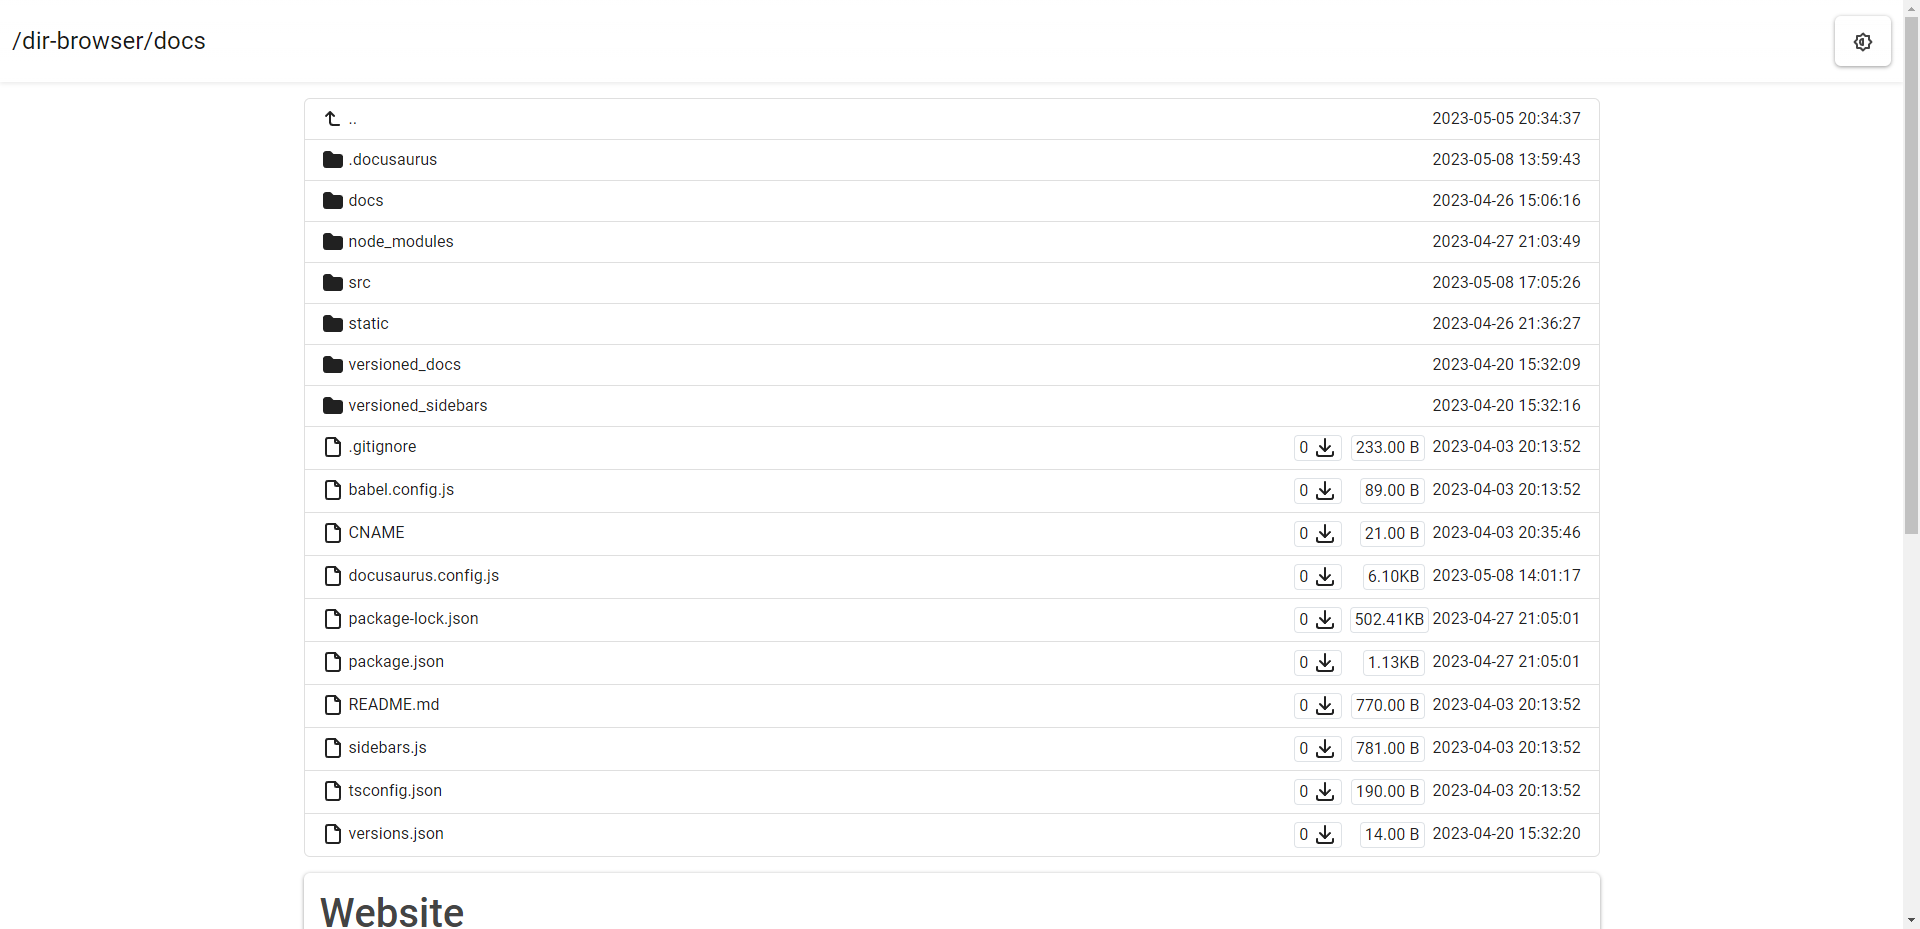 /dir-browser/docs
.. 2023-05-05 20:34:37
.docusaurus 2023-05-08 13:59:43
docs 2023-04-26 15:06:16
node_modules 2023-04-27 21:03:49
src 2023-05-08 17:05:26
static 2023-04-26 21:36:27
versioned_docs 2023-04-20 15:32:09
versioned_sidebars 2023-04-20 15:32:16
.gitignore 0 233.00 B 2023-04-03 20:13:52
babel.config.js 0 89.00 B 2023-04-03 20:13:52
CNAME 0 21.00 B 2023-04-03 20:35:46
docusaurus.config.js 0 6.10KB 2023-05-08 14:01:17
package-lock.json 0 502.41KB 2023-04-27 21:05:01
package.json 0 1.13KB 2023-04-27 21:05:01
README.md 0 770.00 B 2023-04-03 20:13:52
sidebars.js 0 781.00 B 2023-04-03 20:13:52
tsconfig.json 0 190.00 B 2023-04-03 20:13:52
versions.json 0 14.00 B 2023-04-20 15:32:20
Website